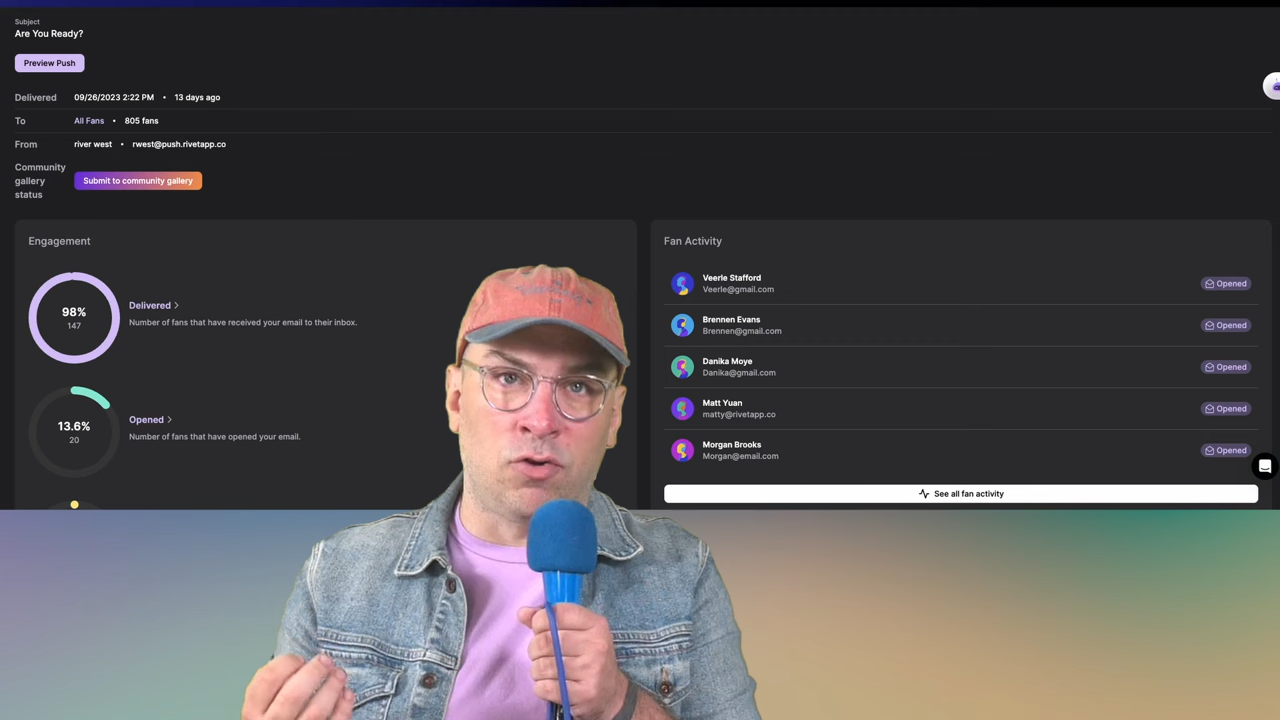 Subject
Are You Ready?
Preview Push
Delivered 09/26/2023 2:22 PM • 13 days ago
To All Fans • 805 fans
From river west • rwest@push.rivetapp.co
Community
gallery
status
Submit to community gallery
Engagement
98%
147
Delivered >
Number of fans that have received your email to their inbox.
13.6%
20
Opened >
Number of fans that have opened your email.
Fan Activity
Veerle Stafford
Veerle@gmail.com
Opened
Brennen Evans
Brennen@gmail.com
Opened
Danika Moye
Danika@gmail.com
Opened
Matt Yuan
matty@rivetapp.co
Opened
Morgan Brooks
Morgan@email.com
Opened
See all fan activity